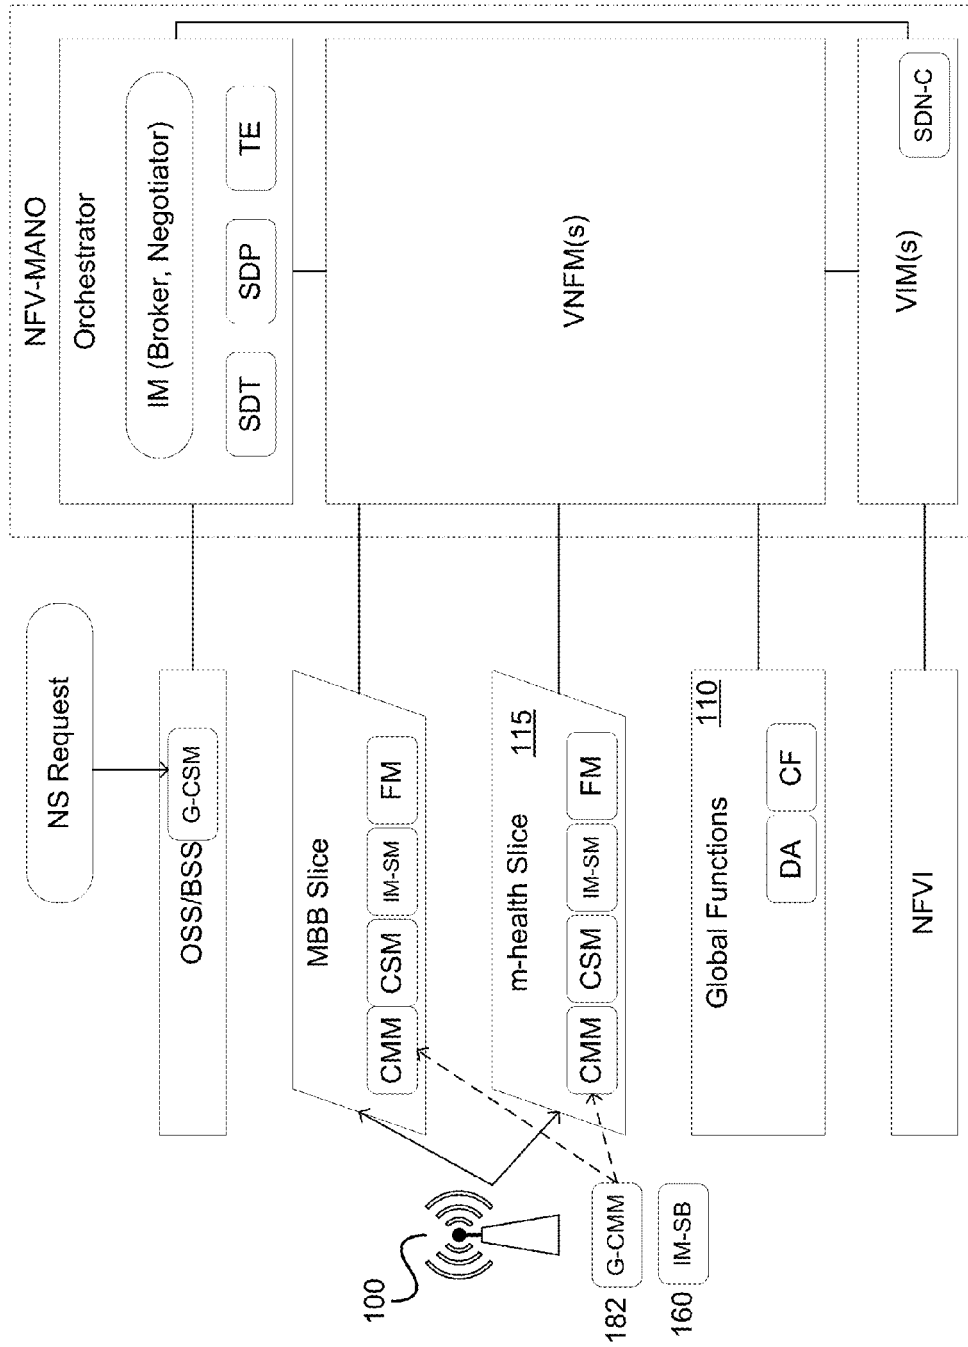 NS Request
OSS/BSS
G-CSM
MBB Slice
CMM
CSM
IM-SM
FM
m-health Slice
115
CMM
CSM
IM-SM
FM
Global Functions
110
DA
CF
NFVI
100
182
G-CMM
160
IM-SB
NFV-MANO
Orchestrator
IM (Broker, Negotiator)
SDT
SDP
TE
VNFM(s)
VIM(s)
SDN-C